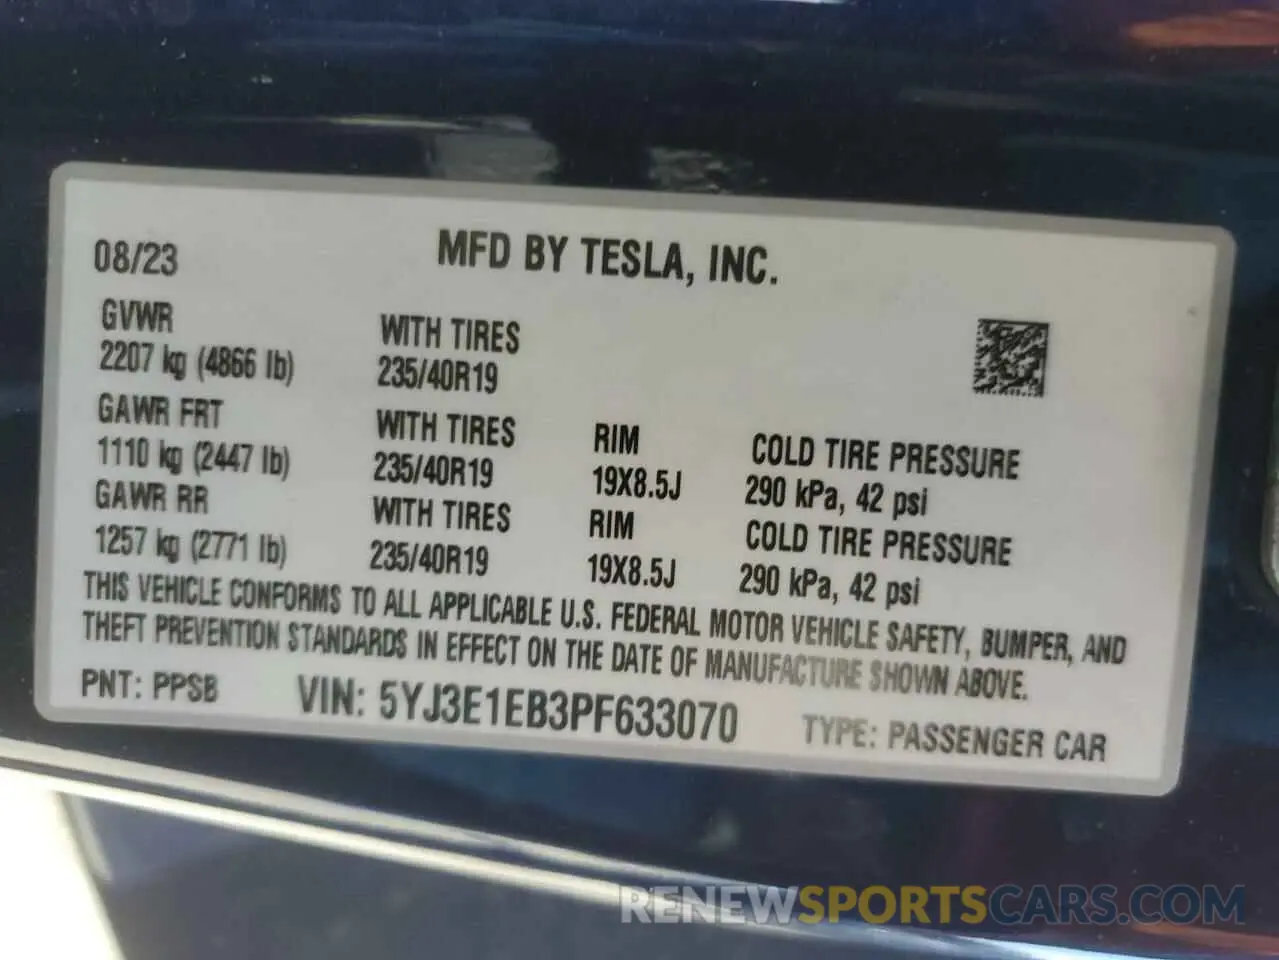 08/23
MFD BY TESLA, INC.
GVWR
2207 kg (4866 lb)
WITH TIRES
235/40R19
GAWR FRT
1110 kg (2447 lb)
WITH TIRES
235/40R19
RIM
19X8.5J
COLD TIRE PRESSURE
290 kPa, 42 psi
GAWR RR
1257 kg (2771 lb)
WITH TIRES
235/40R19
RIM
19X8.5J
COLD TIRE PRESSURE
290 kPa, 42 psi
THIS VEHICLE CONFORMS TO ALL APPLICABLE U.S. FEDERAL MOTOR VEHICLE SAFETY, BUMPER, AND
THEFT PREVENTION STANDARDS IN EFFECT ON THE DATE OF MANUFACTURE SHOWN ABOVE.
PNT: PPSB
VIN: 5YJ3E1EB3PF633070
TYPE: PASSENGER CAR
RENEWSPORTSCARS.COM